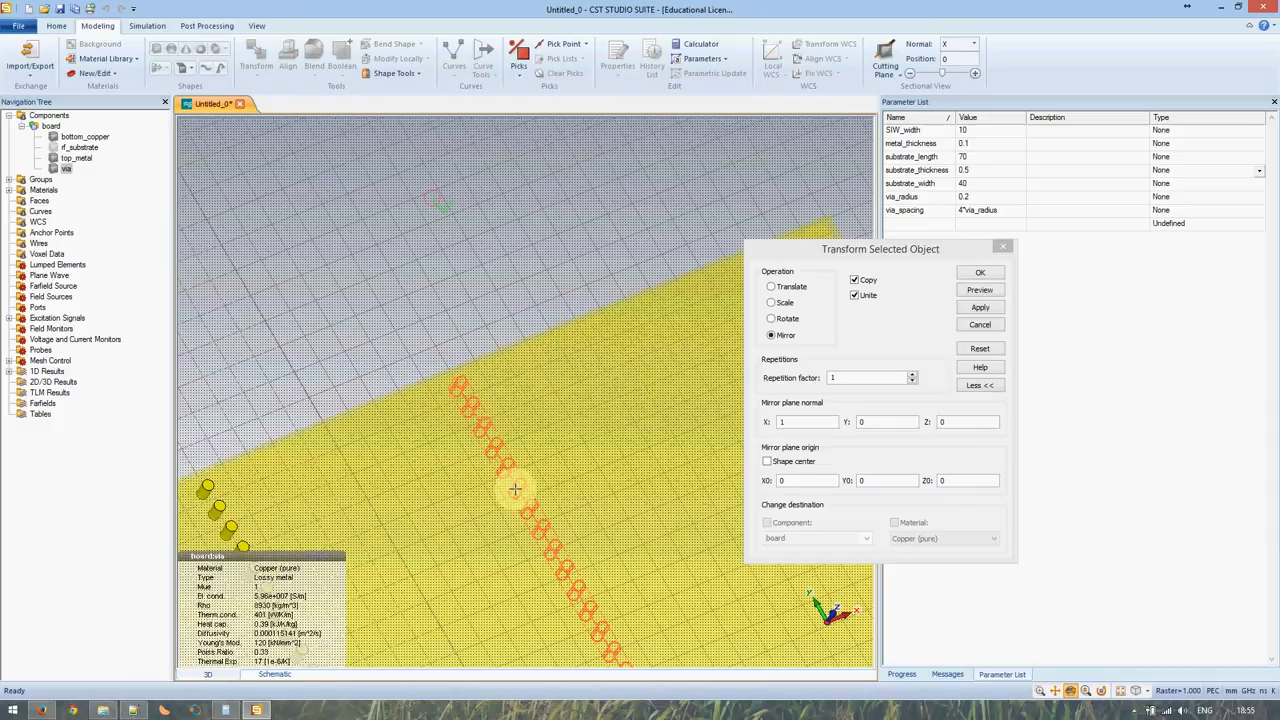 Untitled_0 - CST STUDIO SUITE - [Educational Licen...
File Home Modeling Simulation Post Processing View
Import/Export
Exchange
Background
Material Library
New/Edit
Materials
Shapes
Transform Align Blend Boolean
Bend Shape
Modify Locally
Shape Tools
Tools
Curves Curve Tools
Curves
Picks
Pick Point
Pick Lists
Clear Picks
Picks
Properties History List
Calculator
Parameters
Parametric Update
Edit
Local WCS
Transform WCS
Align WCS
Fix WCS
WCS
Cutting Plane
Normal: X
Position: 0
Sectional View
Navigation Tree
Components
board
bottom_copper
rf_substrate
top_metal
via
Groups
Materials
Faces
Curves
WCS
Anchor Points
Wires
Voxel Data
Lumped Elements
Plane Wave
Farfield Source
Field Sources
Ports
Excitation Signals
Field Monitors
Voltage and Current Monitors
Probes
Mesh Control
1D Results
2D/3D Results
TLM Results
Farfields
Tables
Untitled_0*
board:via
Material Copper (pure)
Type Lossy metal
Mue 1
El. cond. 5.96e+007 [S/m]
Rho 8930 [kg/m^3]
Therm.cond. 401 [W/K/m]
Heat cap. 0.39 [kJ/K/kg]
Diffusivity 0.000115141 [m^2/s]
Young's Mod. 120 [kN/mm^2]
Poiss.Ratio 0.33
Thermal Exp 17 [1e-6/K]
Y Z X
3D Schematic
Transform Selected Object
Operation
Translate
Scale
Rotate
Mirror
Copy
Unite
OK
Preview
Apply
Cancel
Reset
Help
Less <<
Repetitions
Repetition factor: 1
Mirror plane normal
X: 1 Y: 0 Z: 0
Mirror plane origin
Shape center
X0: 0 Y0: 0 Z0: 0
Change destination
Component: Material:
board Copper (pure)
Parameter List
Name Value Description Type
SIW_width 10 None
metal_thickness 0.1 None
substrate_length 70 None
substrate_thickness 0.5 None
substrate_width 40 None
via_radius 0.2 None
via_spacing 4*via_radius None
Undefined
Progress Messages Parameter List
Ready
Raster=1.000 PEC mm GHz ns K
ENG 18:55